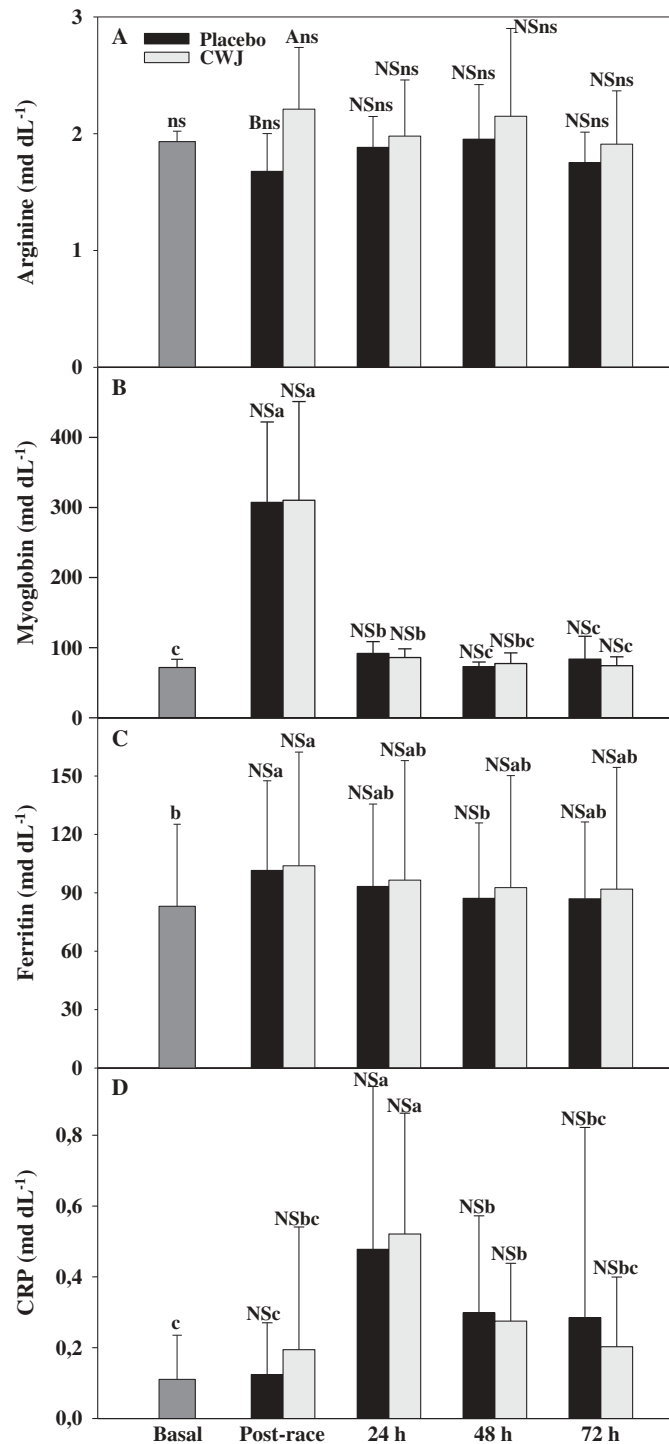 3
A
Placebo
CWJ
Ans
NSns
NSns
NSns
NSns
NSns
NSns
ns
Bns
2
1
0
Arginine (md dL⁻¹)
B
NSa
NSa
400
300
200
100
0
NSb
NSb
NSc
NSbc
NSc
NSc
c
Myoglobin (md dL⁻¹)
C
NSa
NSa
NSab
NSab
NSb
NSab
NSab
NSab
b
150
120
90
60
30
0
Ferritin (md dL⁻¹)
D
NSa
NSa
NSbc
NSb
NSbc
NSb
NSbc
NSc
c
0,8
0,6
0,4
0,2
0,0
CRP (md dL⁻¹)
Basal Post-race 24 h 48 h 72 h